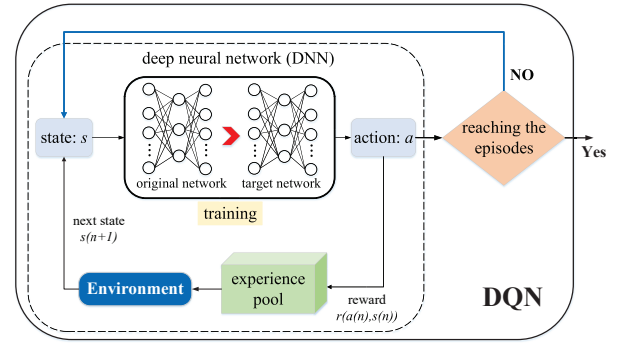 deep neural network (DNN)
NO
state: s
action: a
reaching the
episodes
Yes
original network
target network
training
next state
s(n+1)
Environment
experience
pool
reward
r(a(n),s(n))
DQN